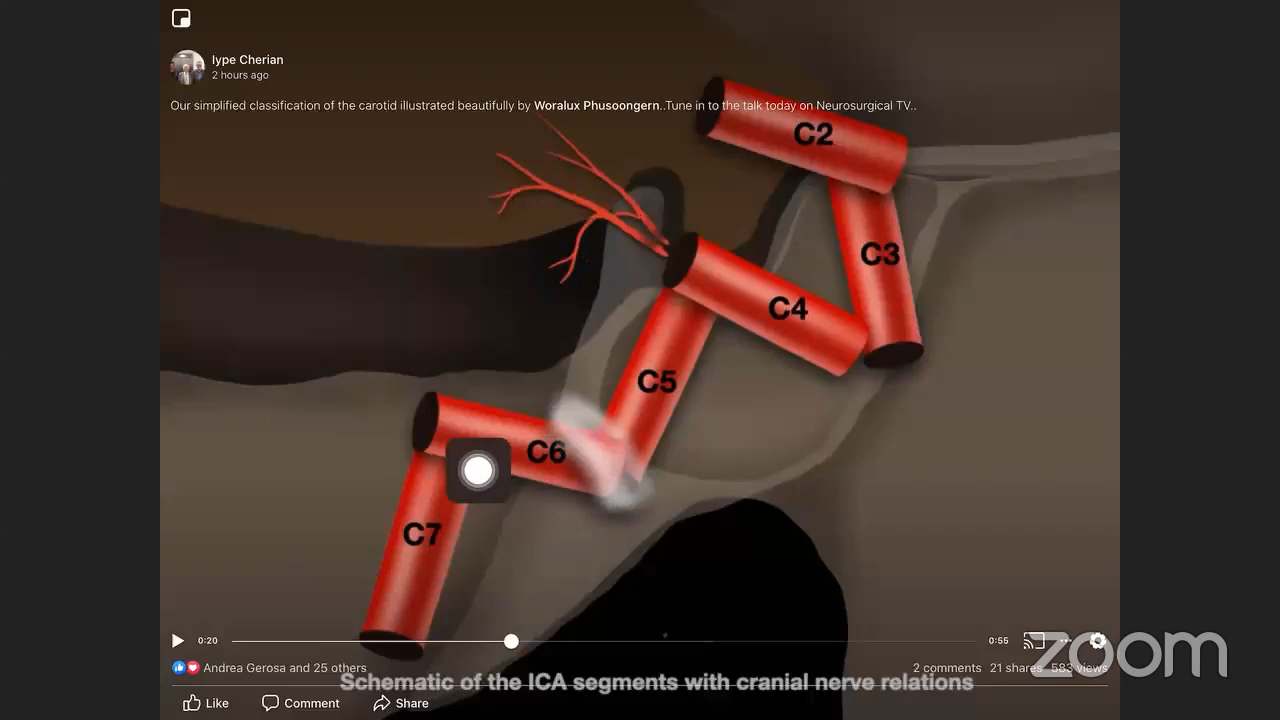 Iype Cherian
2 hours ago
Our simplified classification of the carotid illustrated beautifully by Woralux Phusoongern..Tune in to the talk today on Neurosurgical TV..
C2
C3
C4
C5
C6
C7
0:20
0:55
Andrea Gerosa and 25 others
2 comments 21 shares 583 views
zoom
Schematic of the ICA segments with cranial nerve relations
Like Comment Share